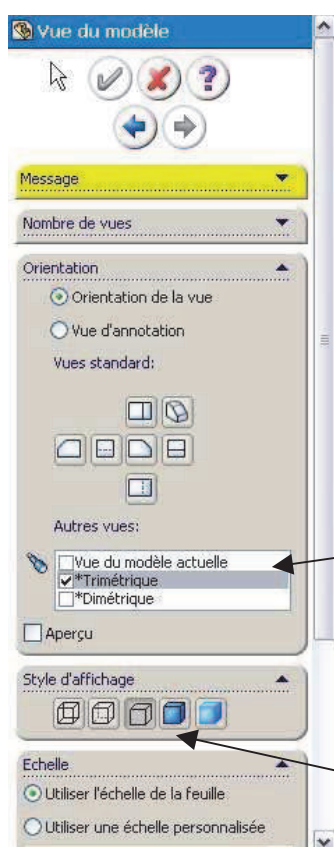 Vue du modèle
?
Message
Nombre de vues
Orientation
Orientation de la vue
Vue d'annotation
Vues standard:
Autres vues:
Vue du modèle actuelle
*Trimétrique
*Dimétrique
Aperçu
Style d'affichage
Echelle
Utiliser l'échelle de la feuille
Utiliser une échelle personnalisée